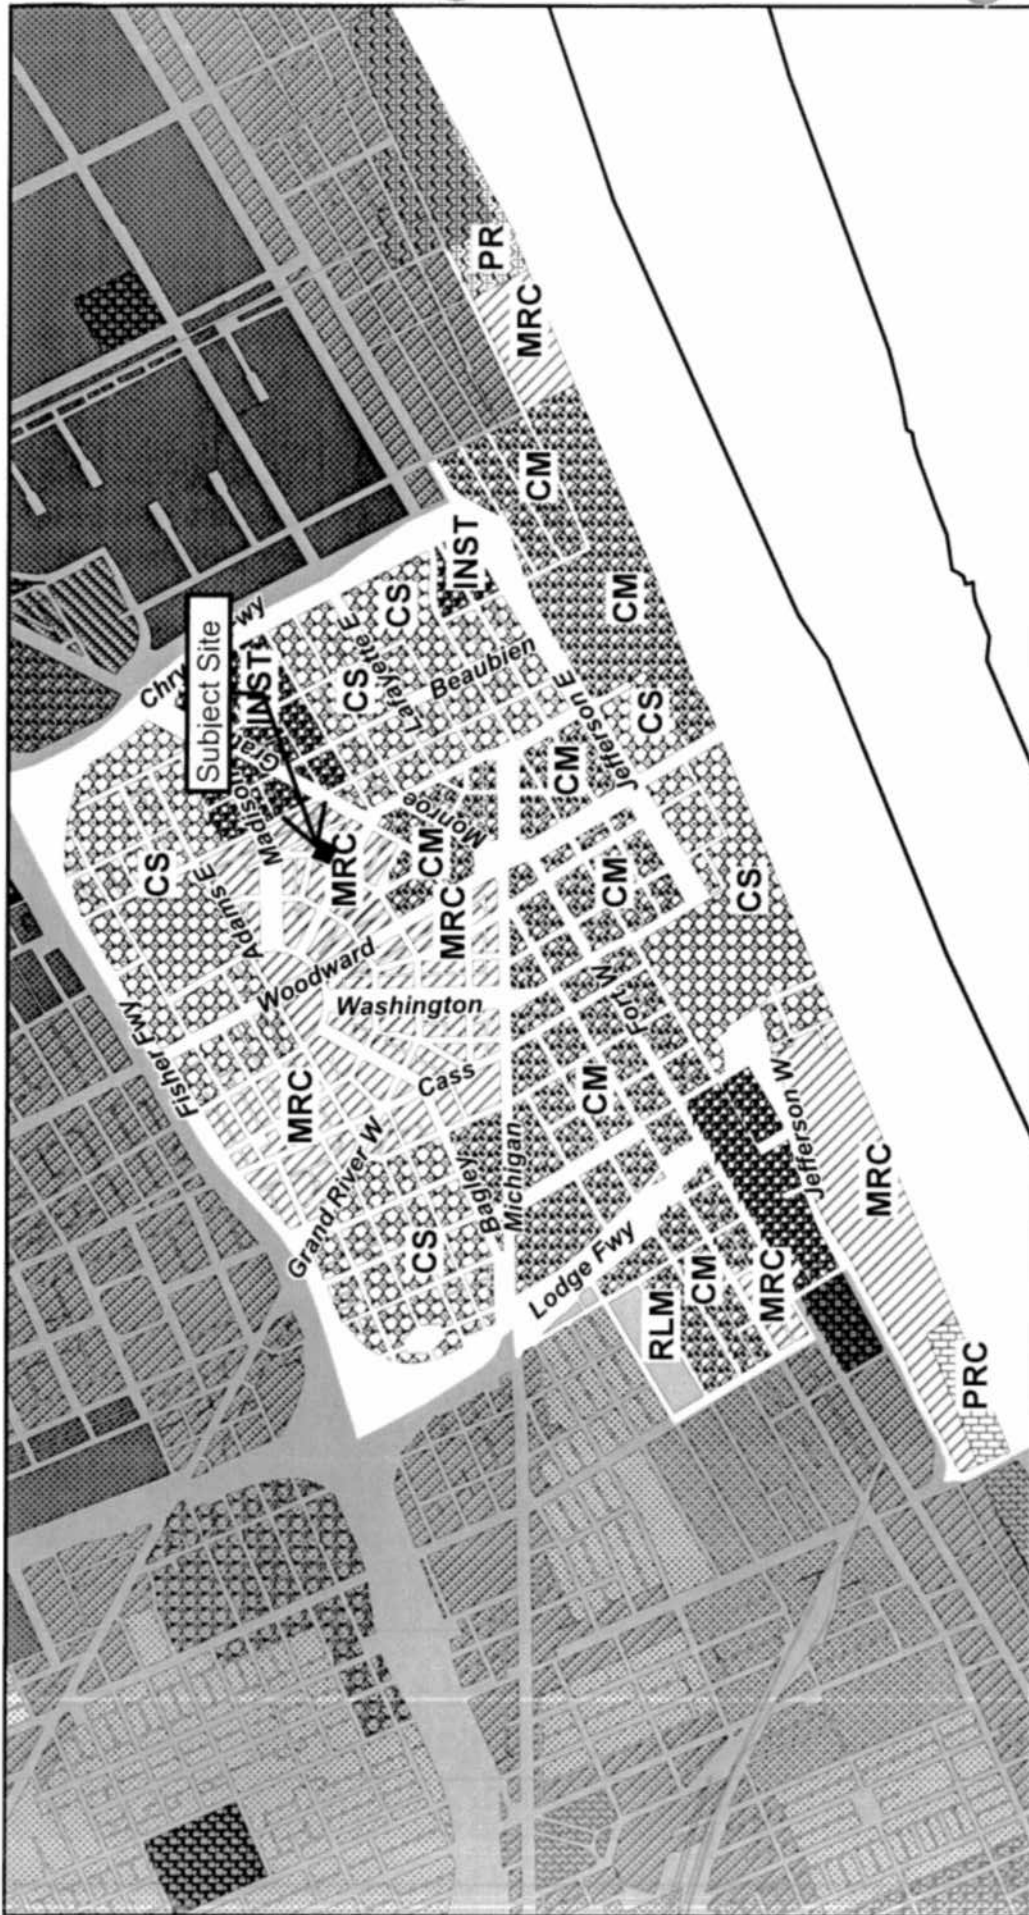 CS
Fisher Fwy
Chry
wy
Subject Site
Adams E
Madison
INST
MRC
Woodward
Grand River W
MRC
Lafayette E
CS
CS
Washington
CS
Cass
CM
MRC
Monroe
Beaubien
INST
Bagley
Michigan
PR
MRC
CM
CM
Lodge Fwy
CM
CM
Fort W
Jefferson E
CM
CS
RLM
CM
CS
MRC
Jefferson W
MRC
PRC